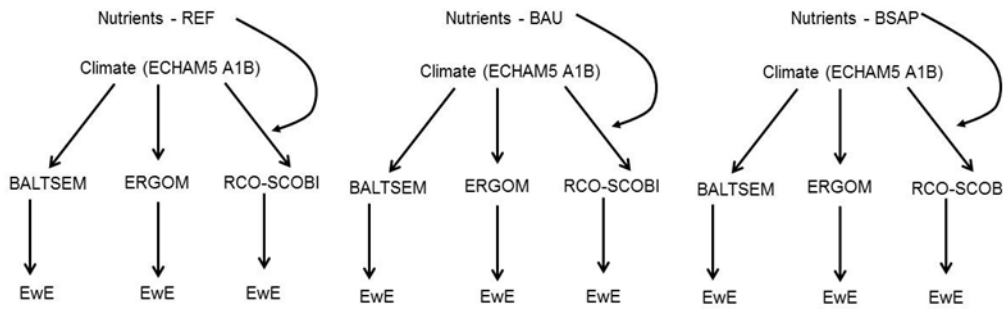 Nutrients - REF
Climate (ECHAM5 A1B)
BALTSEM ERGOM RCO-SCOBI
EwE EwE EwE
Nutrients - BAU
Climate (ECHAM5 A1B)
BALTSEM ERGOM RCO-SCOBI
EwE EwE EwE
Nutrients - BSAP
Climate (ECHAM5 A1B)
BALTSEM ERGOM RCO-SCOB
EwE EwE EwE